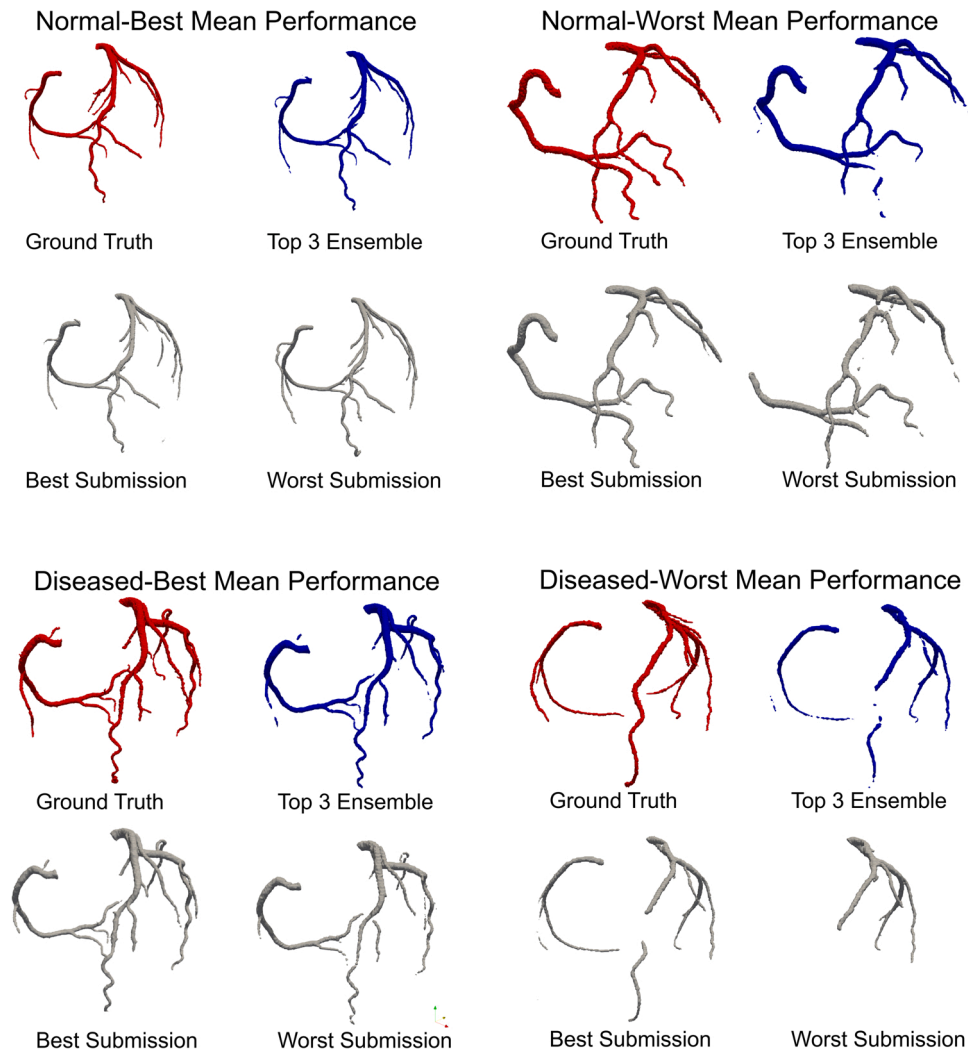 Normal-Best Mean Performance
Normal-Worst Mean Performance
Ground Truth
Top 3 Ensemble
Ground Truth
Top 3 Ensemble
Best Submission
Worst Submission
Best Submission
Worst Submission
Diseased-Best Mean Performance
Diseased-Worst Mean Performance
Ground Truth
Top 3 Ensemble
Ground Truth
Top 3 Ensemble
Best Submission
Worst Submission
Best Submission
Worst Submission